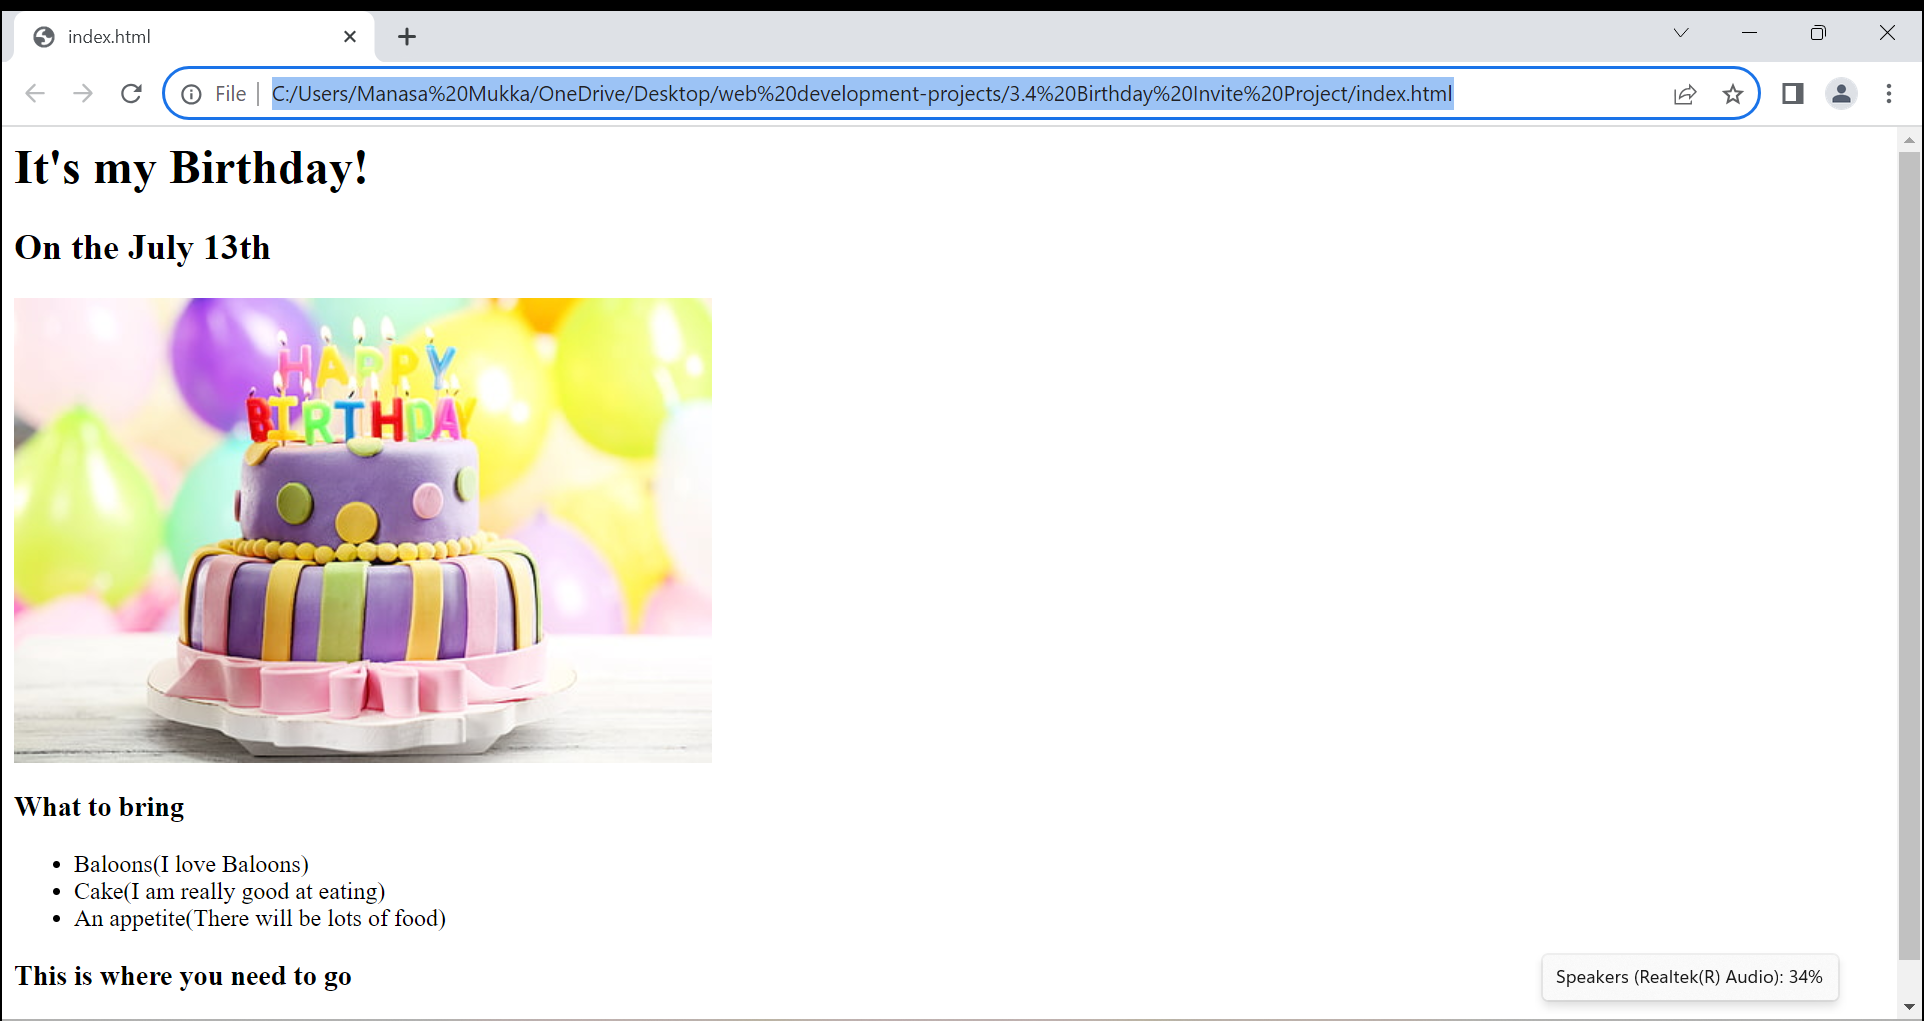 index.html
File
C:/Users/Manasa%20Mukka/OneDrive/Desktop/web%20development-projects/3.4%20Birthday%20Invite%20Project/index.html
It's my Birthday!
On the July 13th
HAPPY
BIRTHDAY
What to bring
Baloons(I love Baloons)
Cake(I am really good at eating)
An appetite(There will be lots of food)
This is where you need to go
Speakers (Realtek(R) Audio): 34%